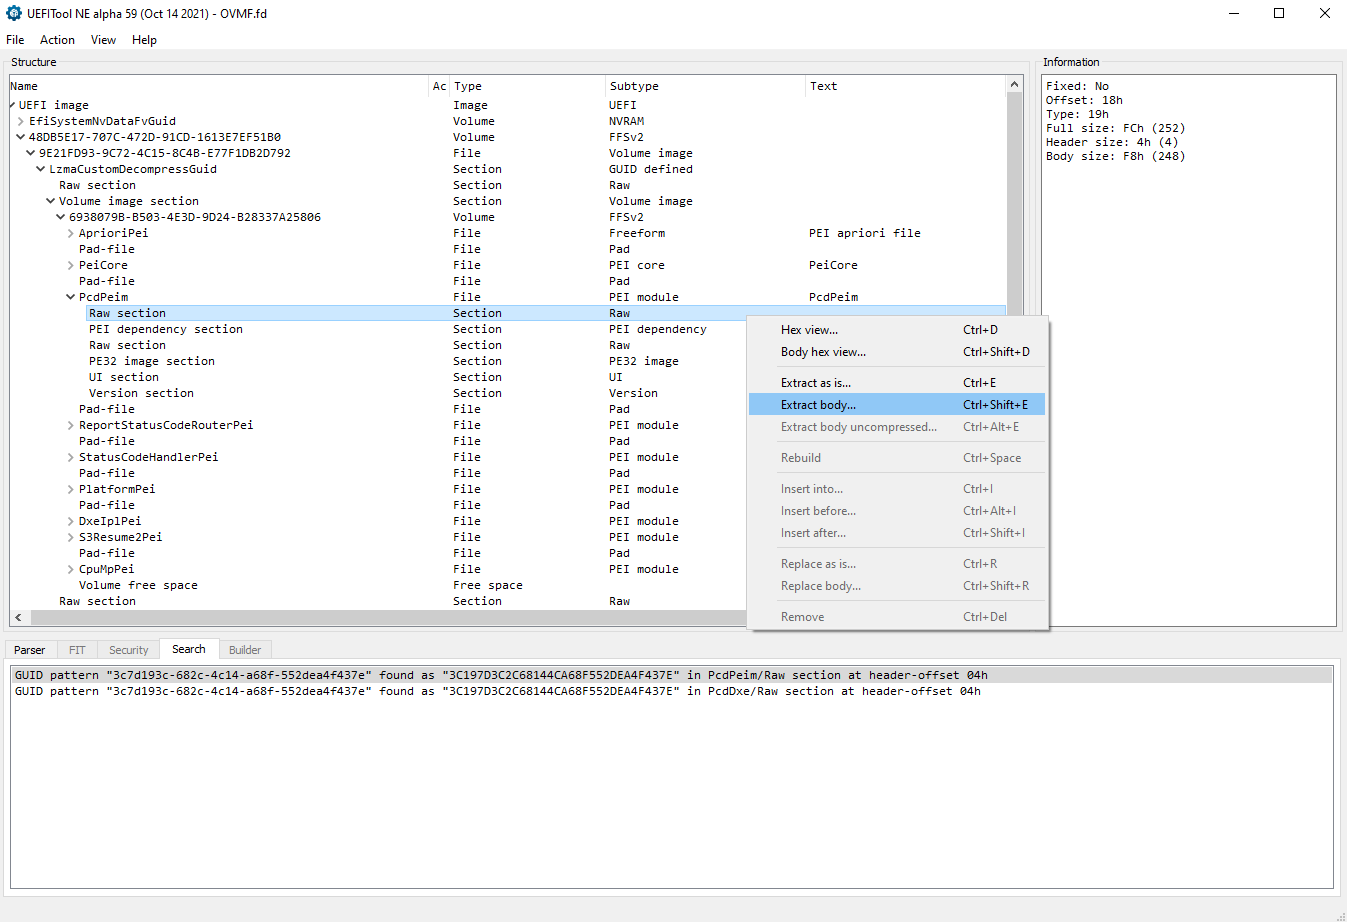 UEFITool NE alpha 59 (Oct 14 2021) - OVMF.fd
File Action View Help
Structure
Name Ac Type Subtype Text
UEFI image Image UEFI
EfiSystemNvDataFvGuid Volume NVRAM
48DB5E17-707C-472D-91CD-1613E7EF51B0 Volume FFSv2
9E21FD93-9C72-4C15-8C4B-E77F1DB2D792 File Volume image
LzmaCustomDecompressGuid Section GUID defined
Raw section Section Raw
Volume image section Section Volume image
6938079B-B503-4E3D-9D24-B28337A25806 Volume FFSv2
AprioriPei File Freeform PEI apriori file
Pad-file File Pad
PeiCore File PEI core PeiCore
Pad-file File Pad
PcdPeim File PEI module PcdPeim
Raw section Section Raw
PEI dependency section Section PEI dependency
Raw section Section Raw
PE32 image section Section PE32 image
UI section Section UI
Version section Section Version
Pad-file File Pad
ReportStatusCodeRouterPei File PEI module
Pad-file File Pad
StatusCodeHandlerPei File PEI module
Pad-file File Pad
PlatformPei File PEI module
Pad-file File Pad
DxeIplPei File PEI module
S3Resume2Pei File PEI module
Pad-file File Pad
CpuMpPei File PEI module
Volume free space Free space
Raw section Section Raw
Hex view... Ctrl+D
Body hex view... Ctrl+Shift+D
Extract as is... Ctrl+E
Extract body... Ctrl+Shift+E
Extract body uncompressed... Ctrl+Alt+E
Rebuild Ctrl+Space
Insert into... Ctrl+I
Insert before... Ctrl+Alt+I
Insert after... Ctrl+Shift+I
Replace as is... Ctrl+R
Replace body... Ctrl+Shift+R
Remove Ctrl+Del
Information
Fixed: No
Offset: 18h
Type: 19h
Full size: FCh (252)
Header size: 4h (4)
Body size: F8h (248)
Parser FIT Security Search Builder
GUID pattern "3c7d193c-682c-4c14-a68f-552dea4f437e" found as "3C197D3C2C68144CA68F552DEA4F437E" in PcdPeim/Raw section at header-offset 04h
GUID pattern "3c7d193c-682c-4c14-a68f-552dea4f437e" found as "3C197D3C2C68144CA68F552DEA4F437E" in PcdDxe/Raw section at header-offset 04h